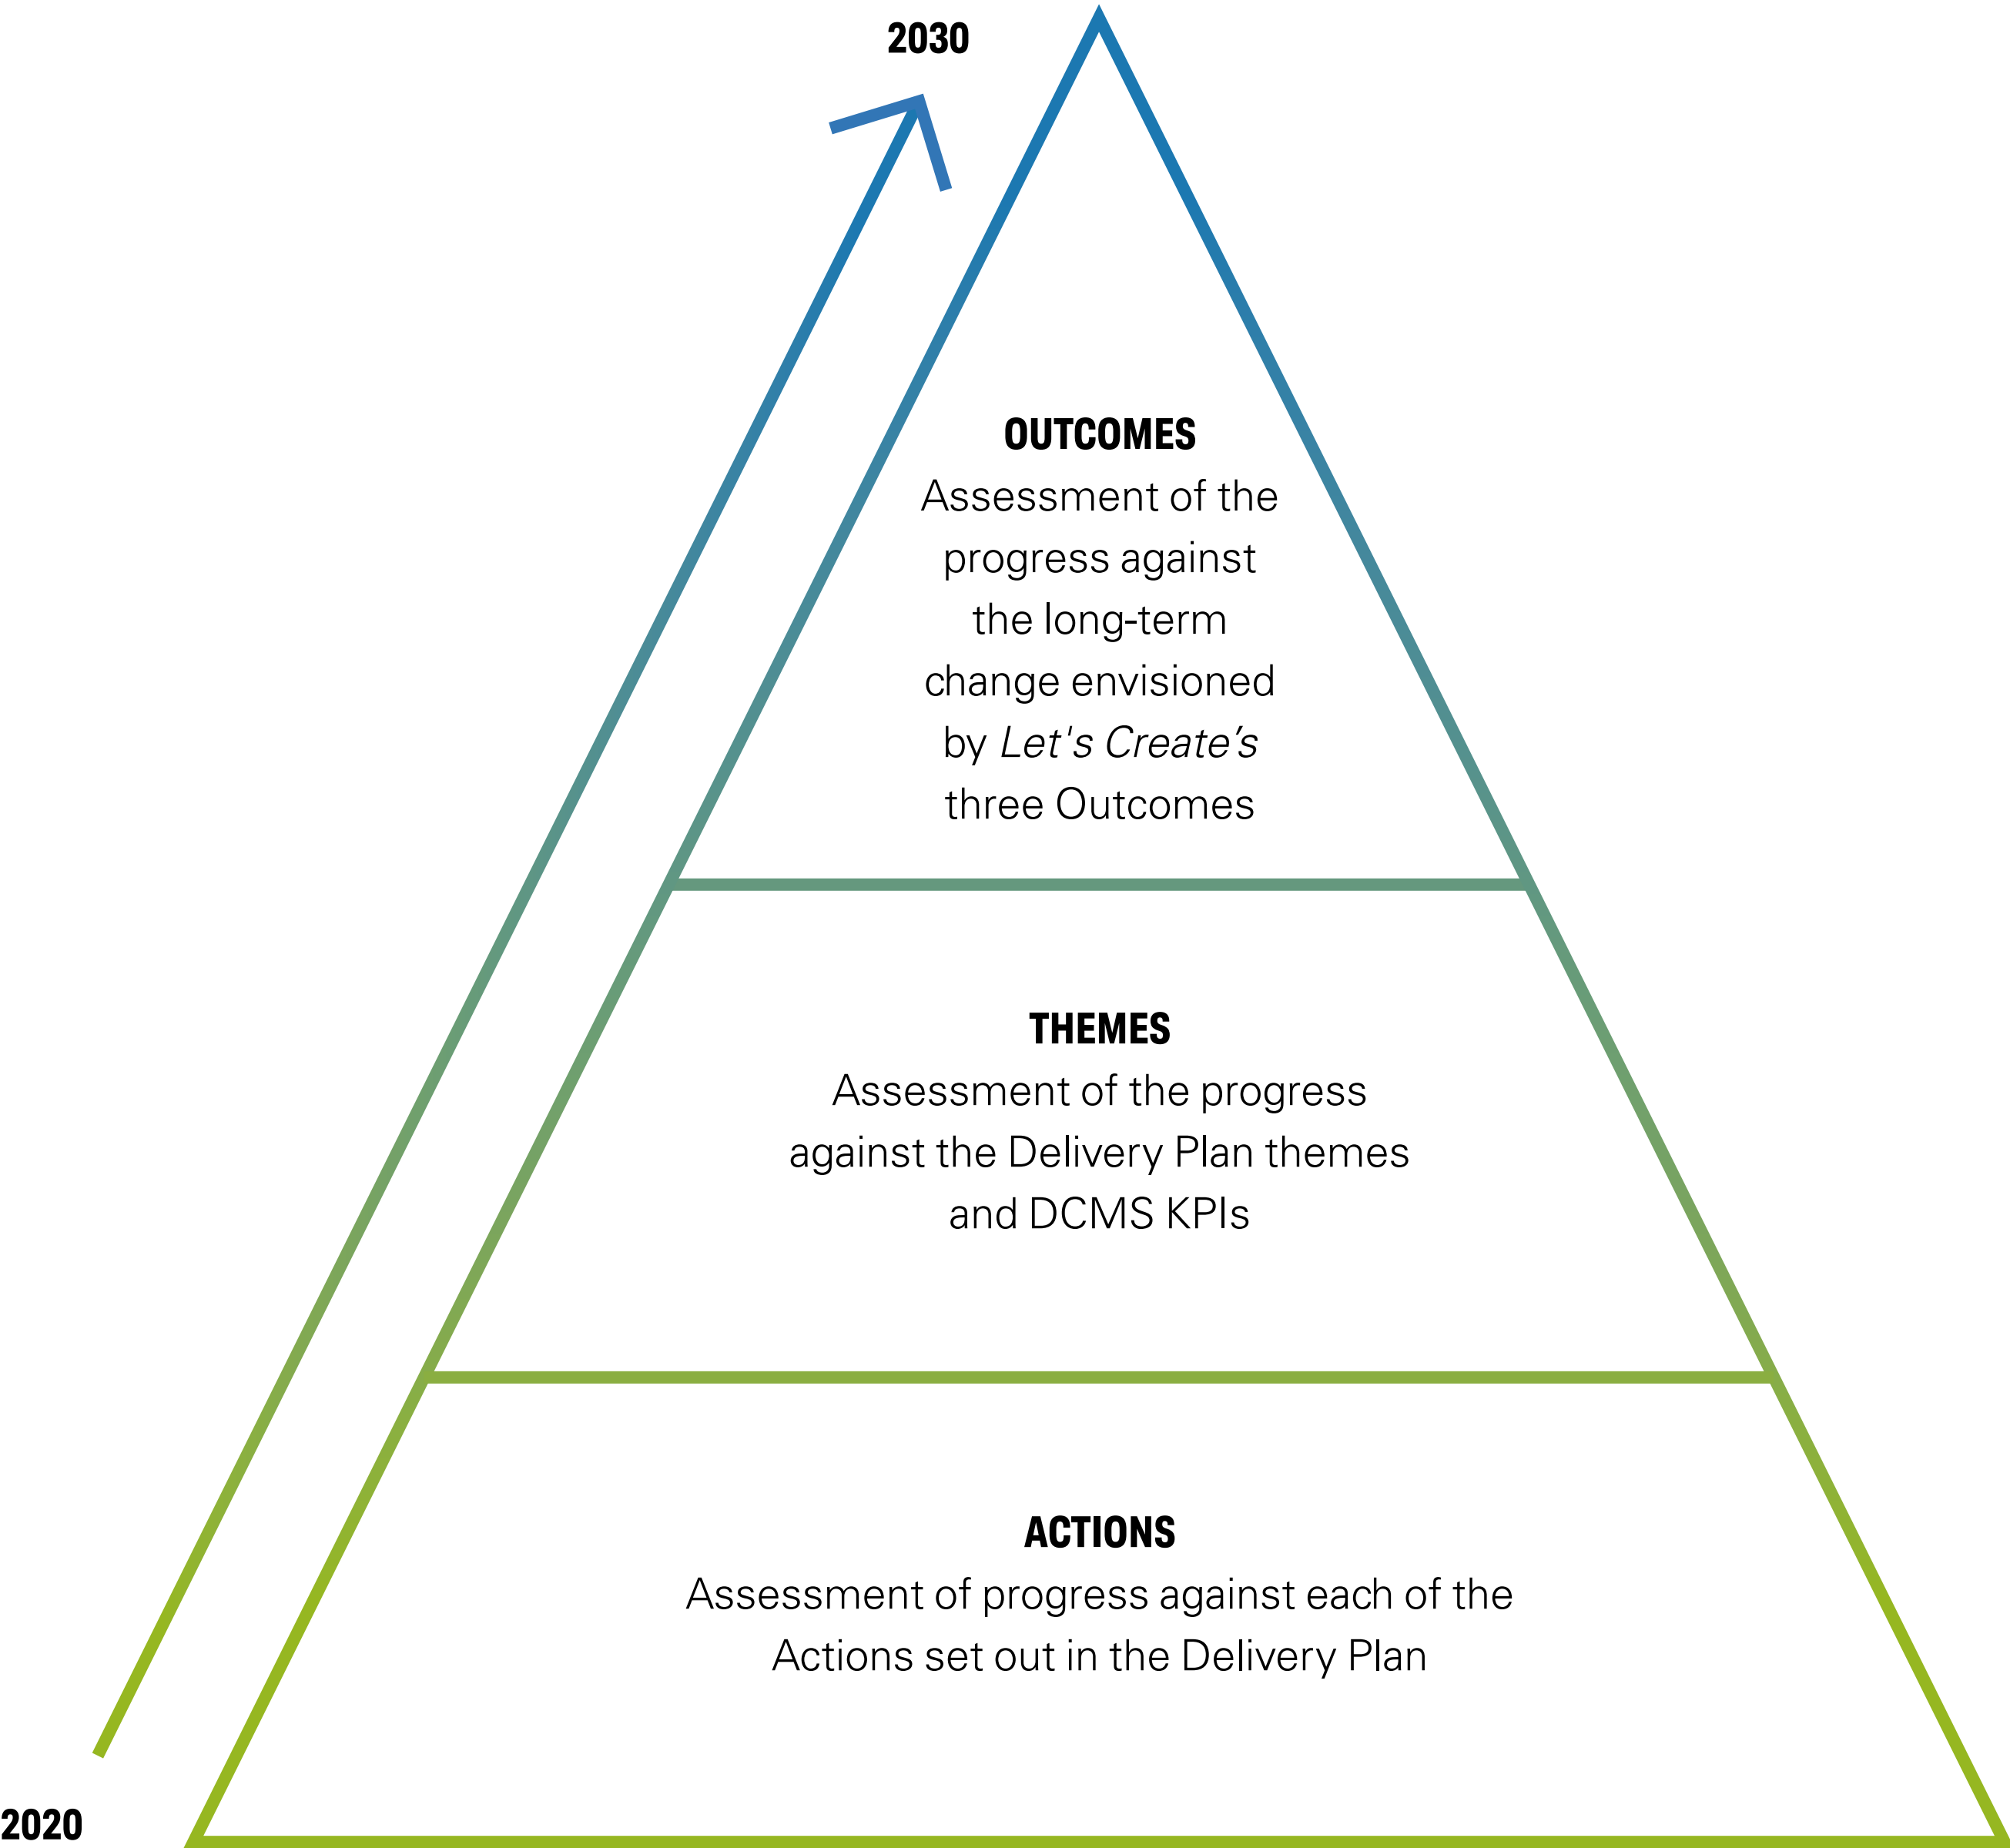 2030
OUTCOMES
Assessment of the
progress against
the long-term
change envisioned
by Let's Create's
three Outcomes
THEMES
Assessment of the progress
against the Delivery Plan themes
and DCMS KPIs
ACTIONS
Assessment of progress against each of the
Actions set out in the Delivery Plan
2020